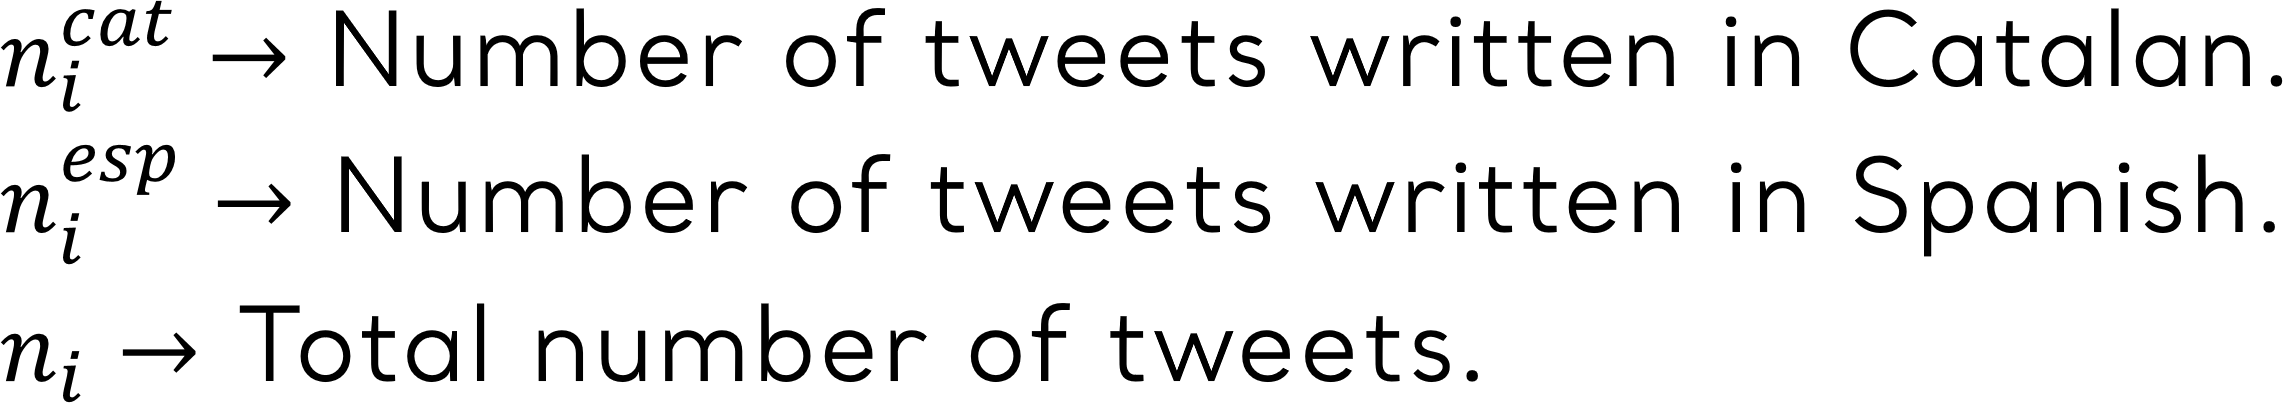 n_i^{cat} → Number of tweets written in Catalan.
n_i^{esp} → Number of tweets written in Spanish.
n_i → Total number of tweets.